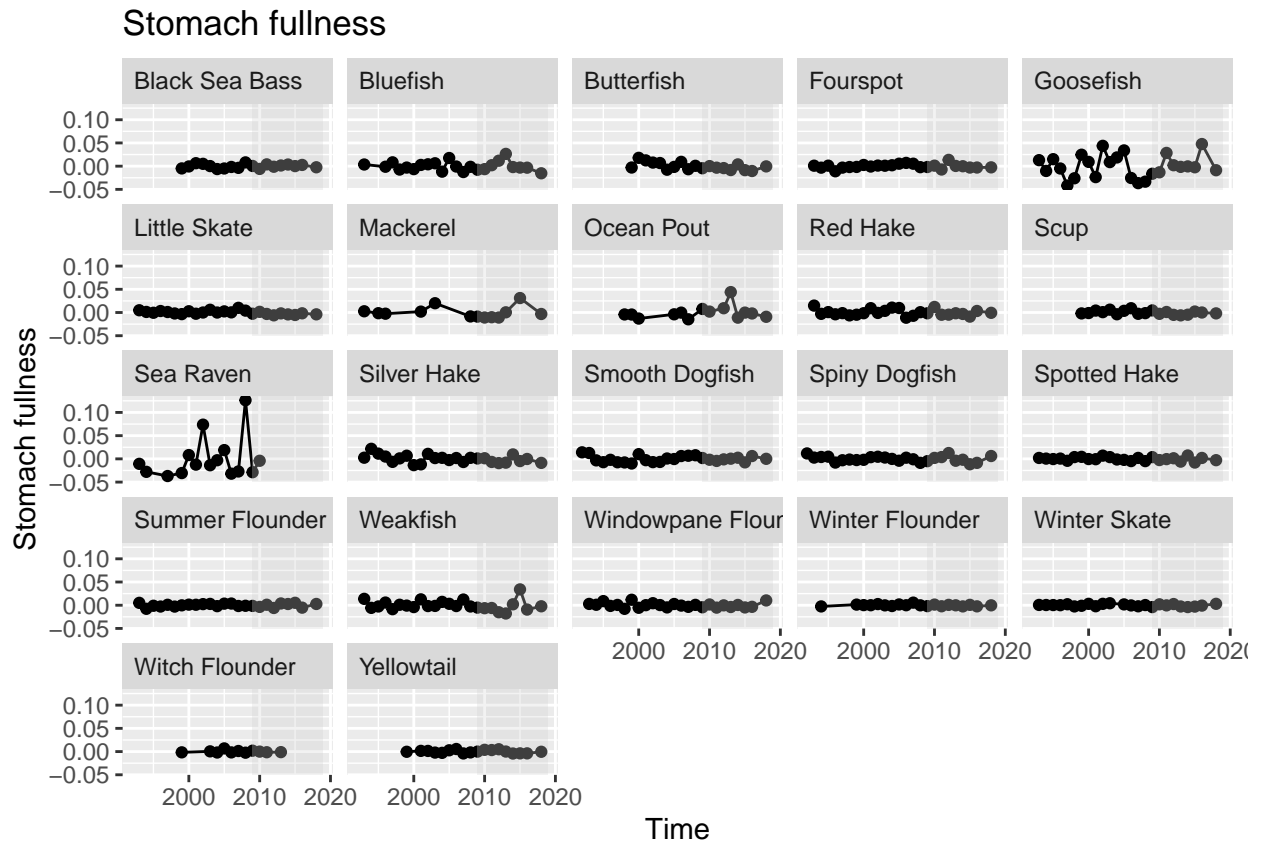 Stomach fullness
Black Sea Bass Bluefish Butterfish Fourspot Goosefish
0.10
0.05
0.00
−0.05
Little Skate Mackerel Ocean Pout Red Hake Scup
0.10
0.05
0.00
−0.05
Sea Raven Silver Hake Smooth Dogfish Spiny Dogfish Spotted Hake
0.10
0.05
0.00
−0.05
Summer Flounder Weakfish Windowpane Flour Winter Flounder Winter Skate
0.10
0.05
0.00
−0.05
2000 2010 2020 2000 2010 2020 2000 2010 2020
Witch Flounder Yellowtail
0.10
0.05
0.00
−0.05
2000 2010 2020 2000 2010 2020
Time
Stomach fullness